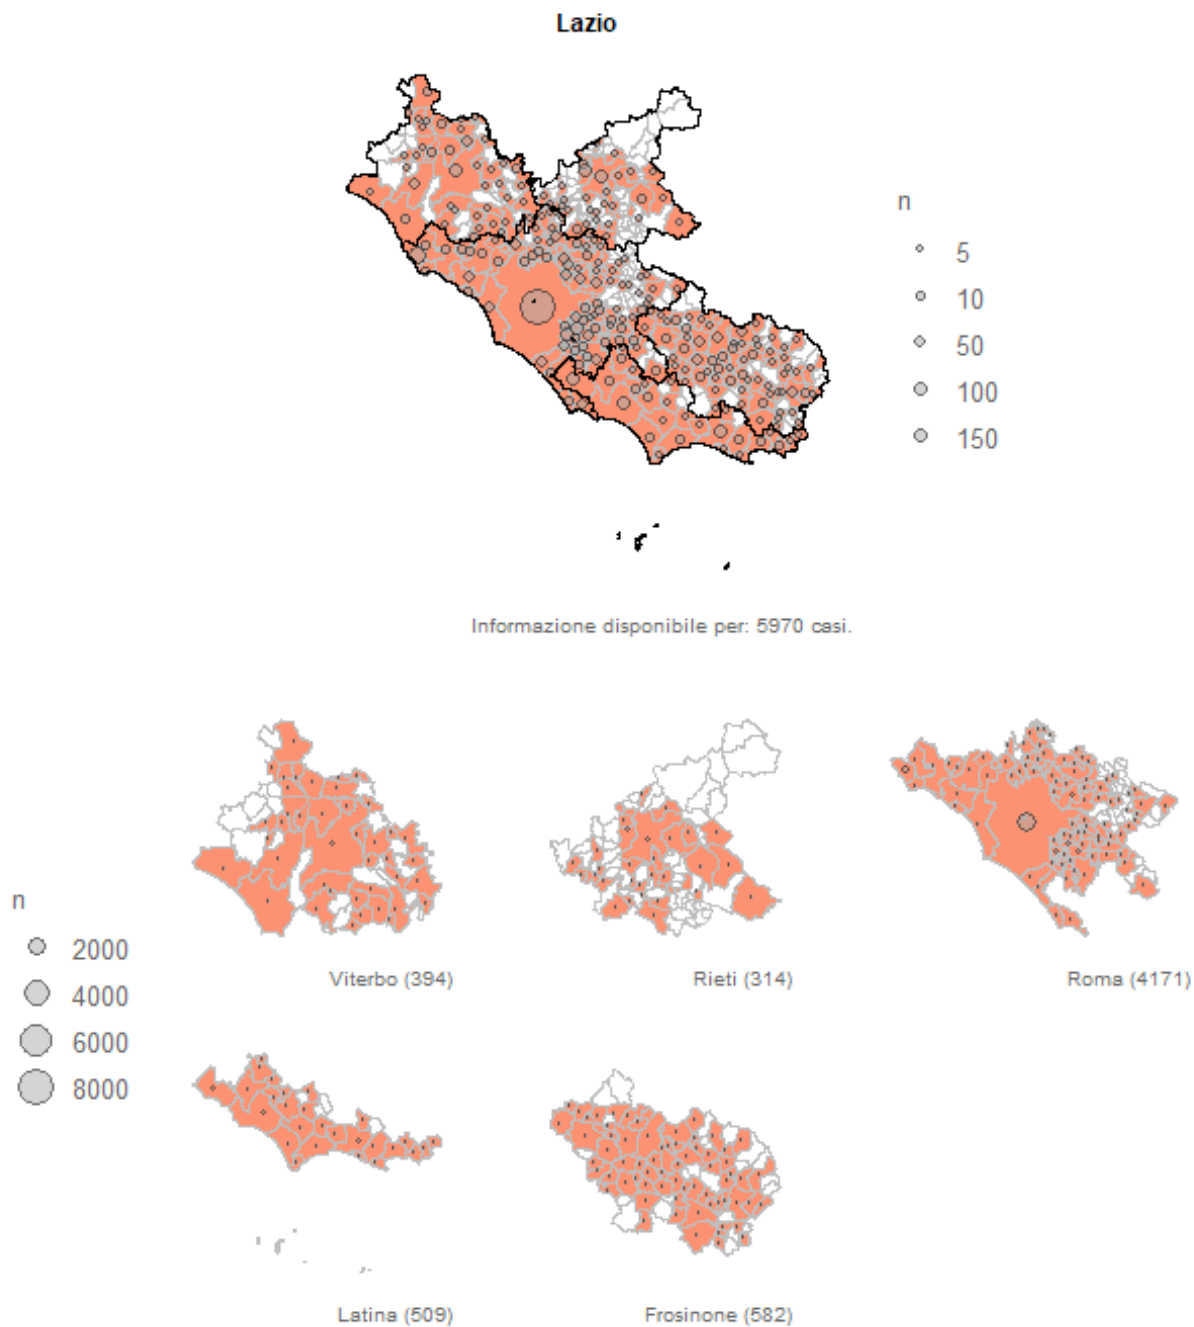 Lazio
n
5
10
50
100
150
Informazione disponibile per: 5970 casi.
n
2000
4000
6000
8000
Viterbo (394)
Rieti (314)
Roma (4171)
Latina (509)
Frosinone (582)